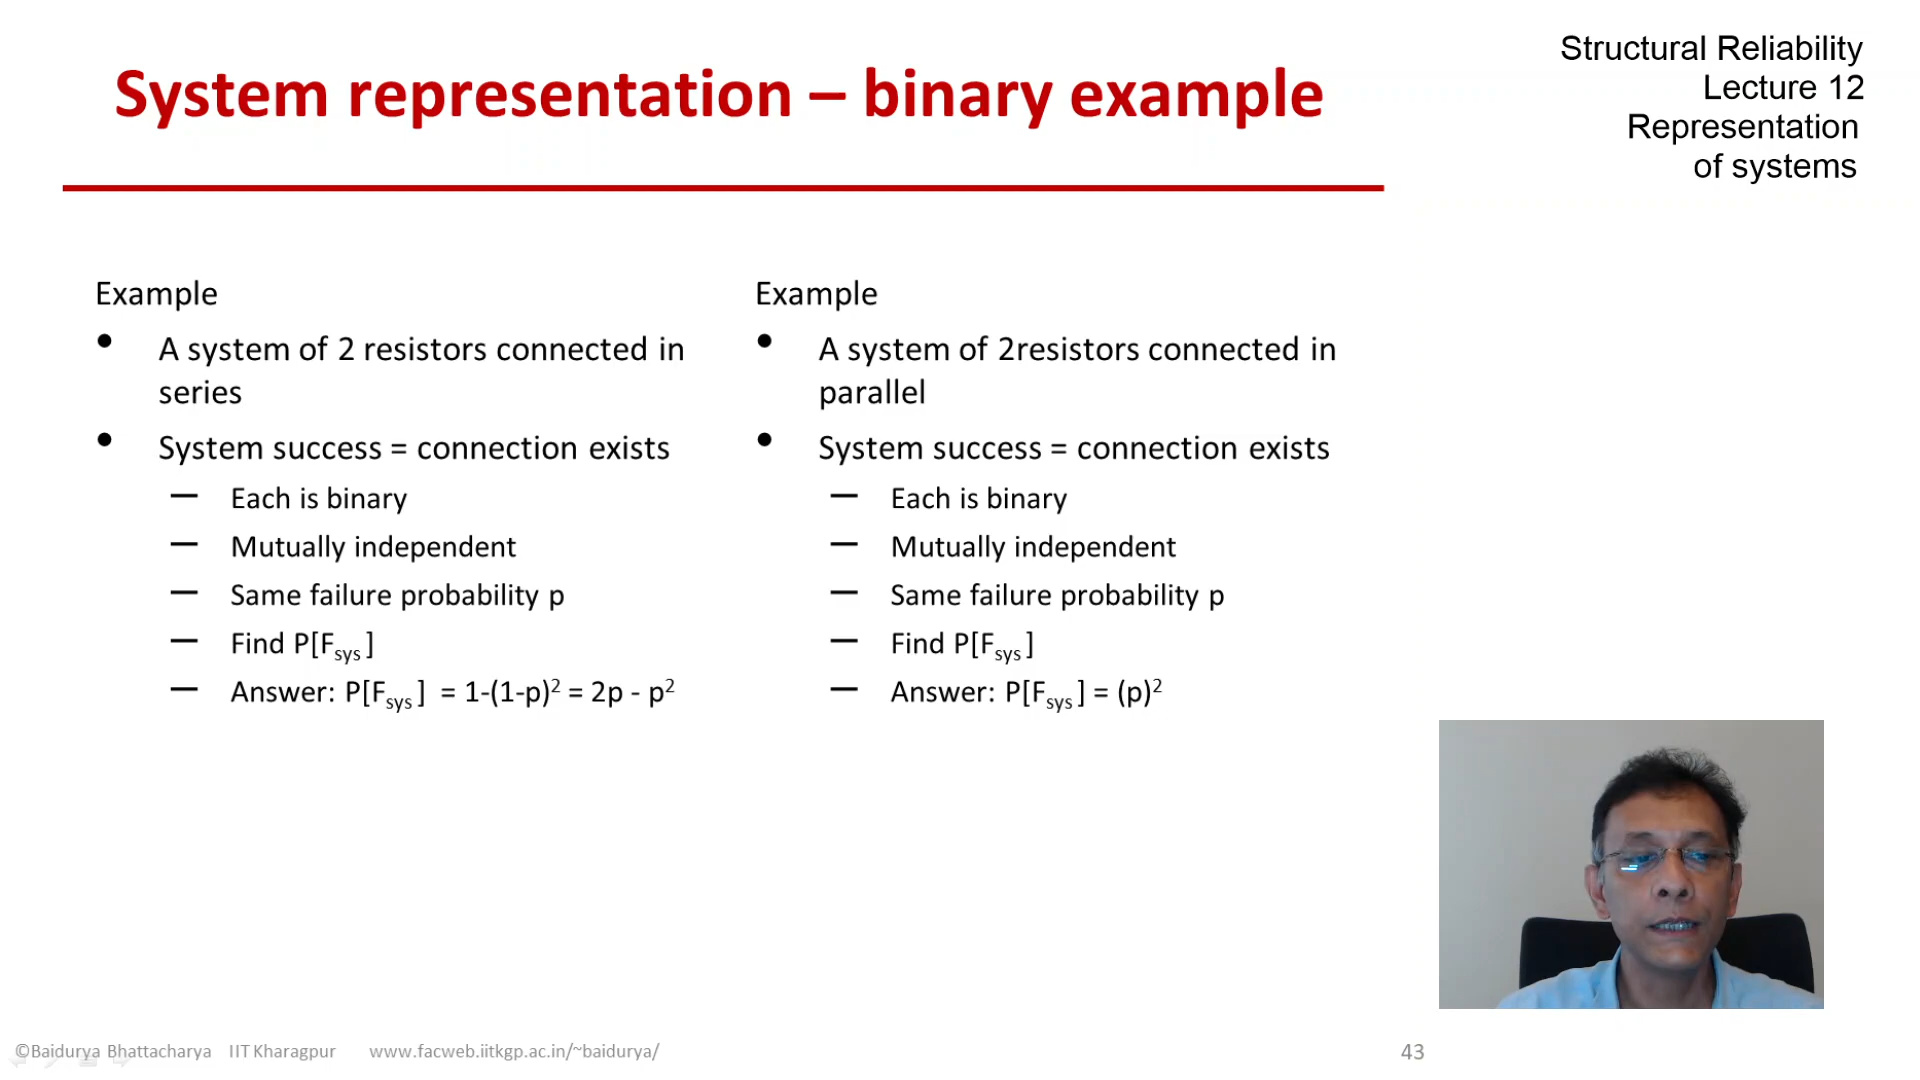 System representation – binary example
Structural Reliability
Lecture 12
Representation
of systems
Example
• A system of 2 resistors connected in
series
• System success = connection exists
— Each is binary
— Mutually independent
— Same failure probability p
— Find P[Fsys ]
— Answer: P[Fsys ] = 1-(1-p)² = 2p - p²
Example
• A system of 2resistors connected in
parallel
• System success = connection exists
— Each is binary
— Mutually independent
— Same failure probability p
— Find P[Fsys ]
— Answer: P[Fsys ] = (p)²
©Baidurya Bhattacharya IIT Kharagpur www.facweb.iitkgp.ac.in/~baidurya/
43